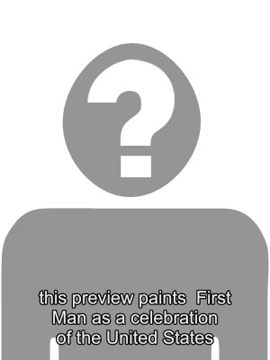 ?
this preview paints  First
Man as a celebration
of the United States